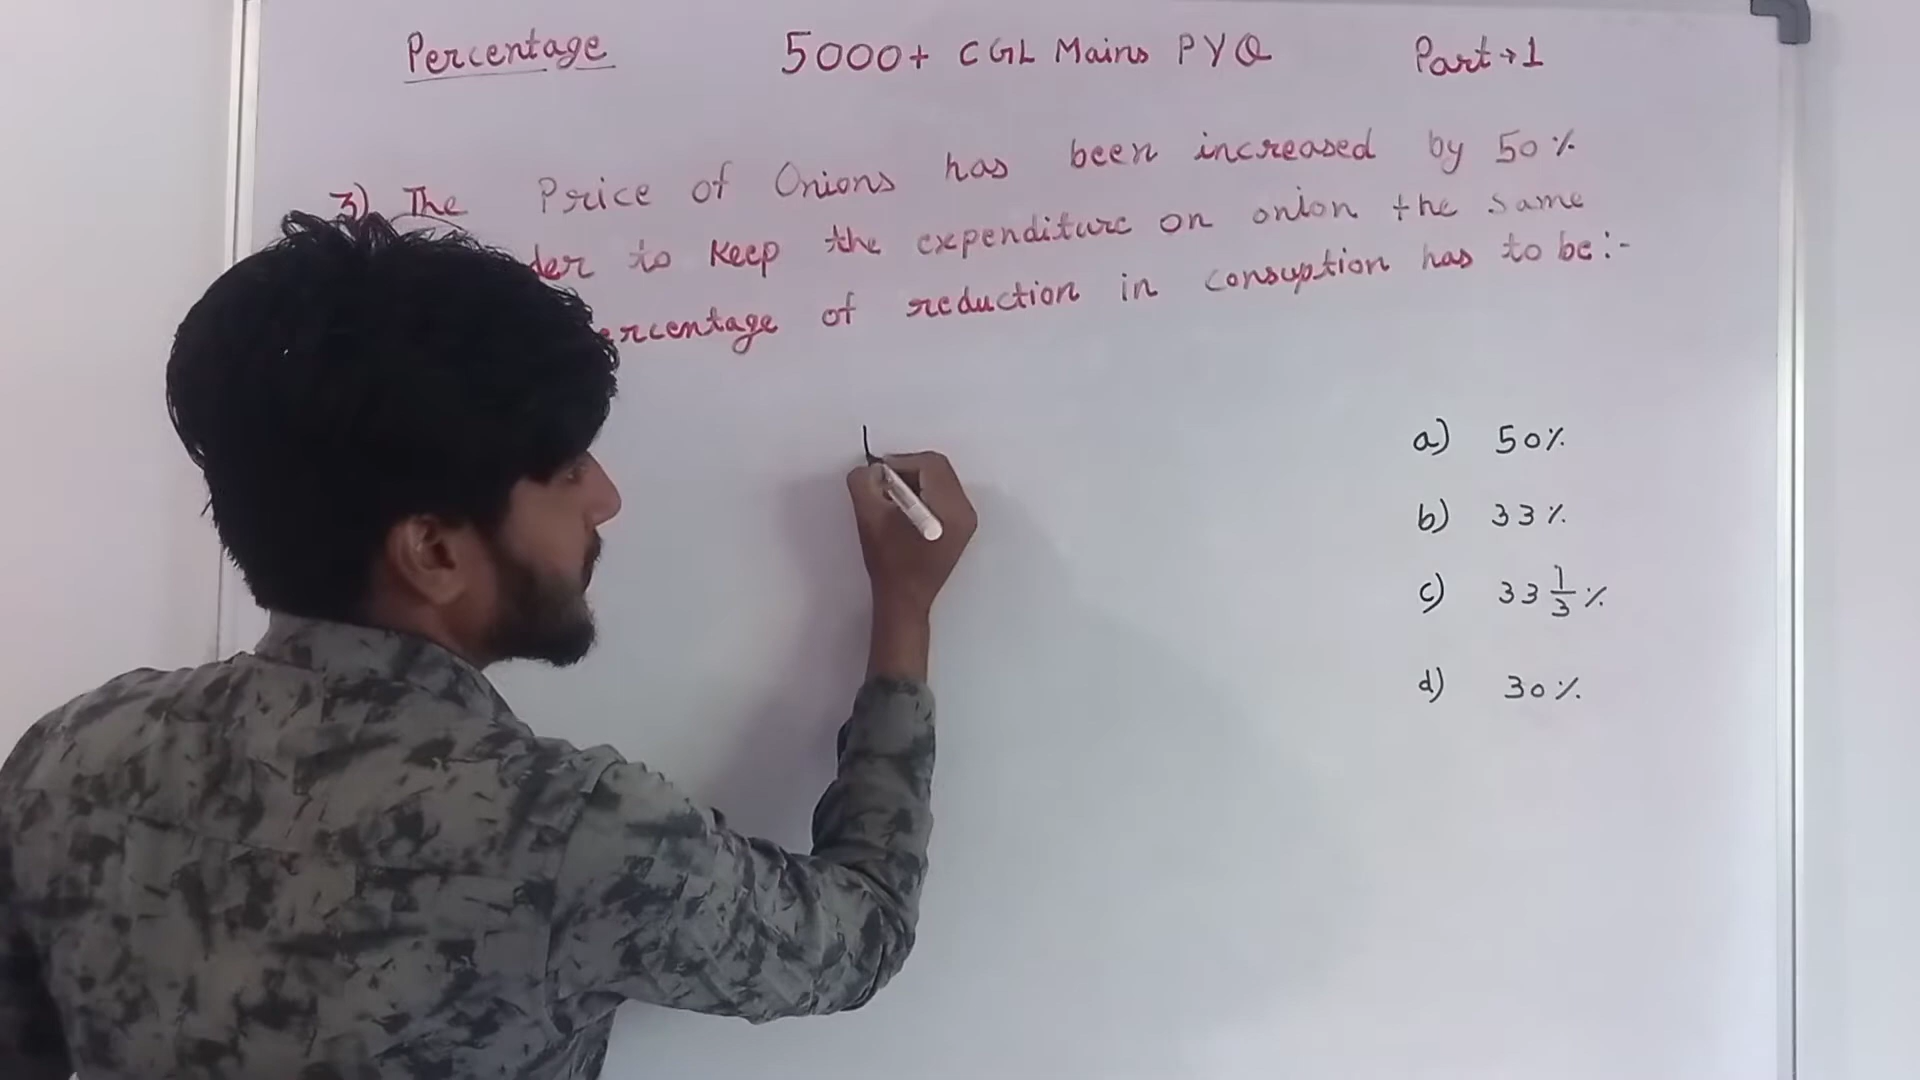 Percentage 5000+ CGL Mains PYQ Part→1
3) The Price of Onions has been increased by 50%
der to keep the expenditure on onion the same
ercentage of reduction in consuption has to be:-
a) 50%
b) 33%
c) 33 1/3 %
d) 30%